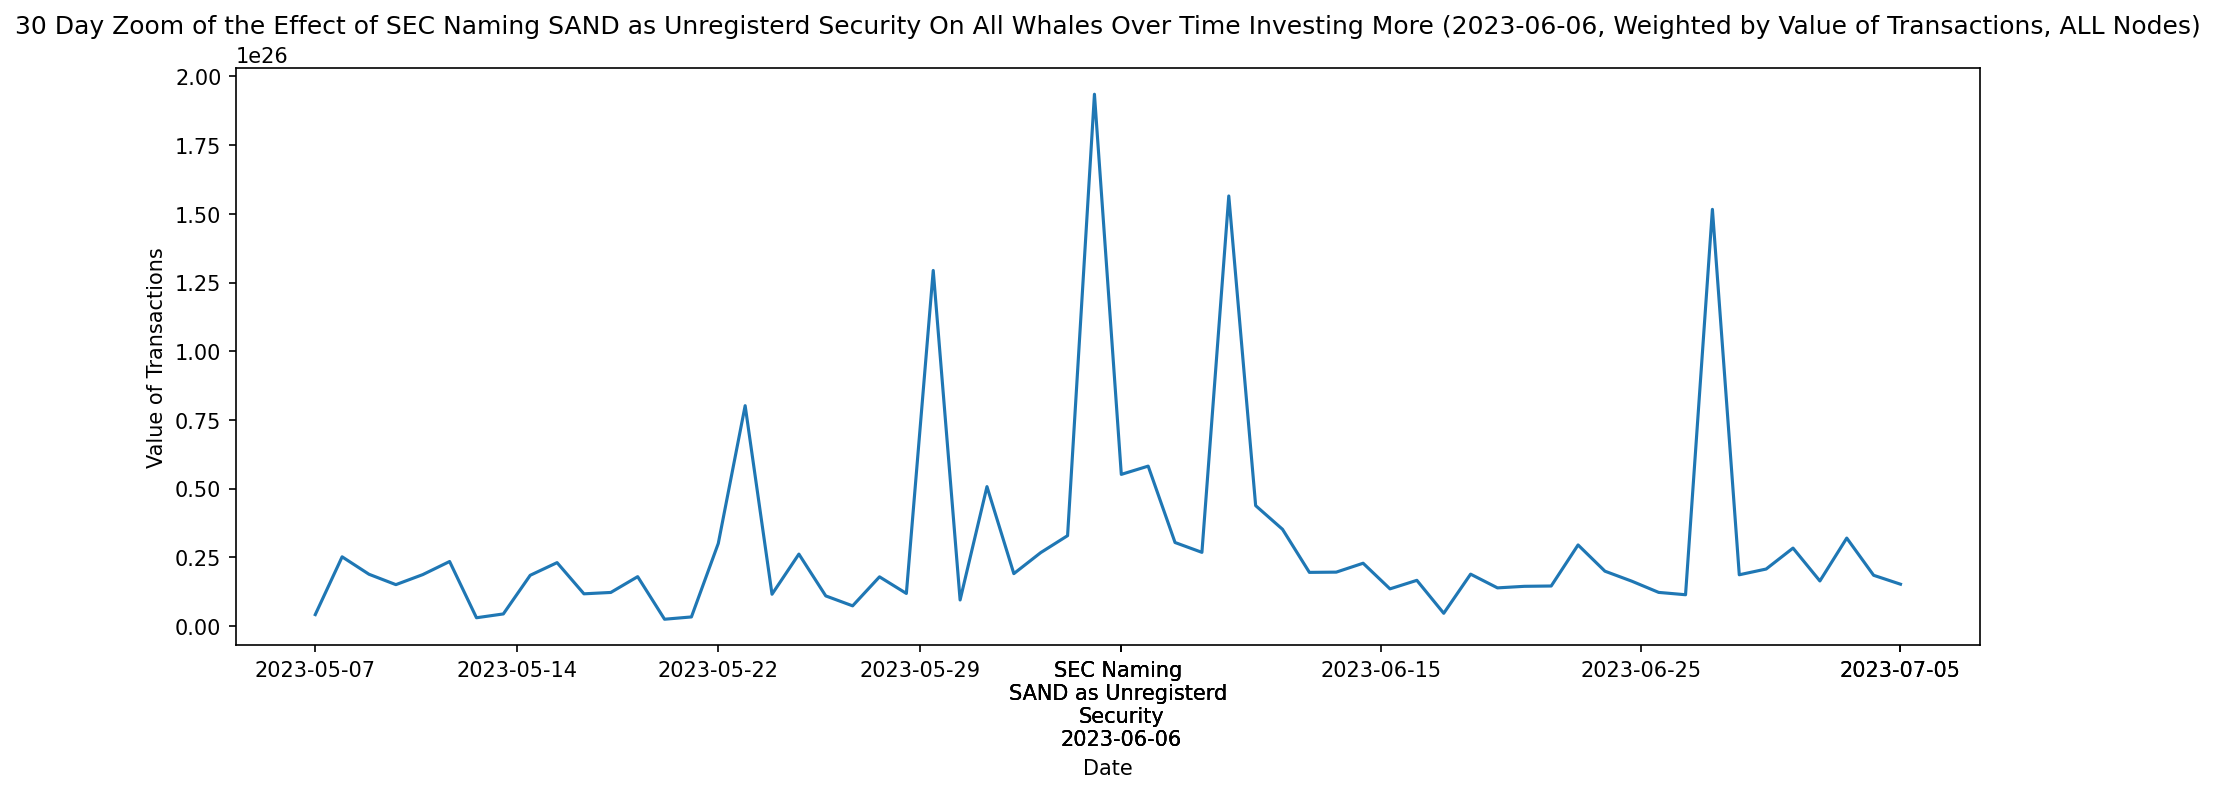 30 Day Zoom of the Effect of SEC Naming SAND as Unregisterd Security On All Whales Over Time Investing More (2023-06-06, Weighted by Value of Transactions, ALL Nodes)
1e26
2.00
1.75
1.50
1.25
1.00
0.75
0.50
0.25
0.00
Value of Transactions
2023-05-07
2023-05-14
2023-05-22
2023-05-29
SEC Naming
SAND as Unregisterd
Security
2023-06-06
2023-06-15
2023-06-25
2023-07-05
Date